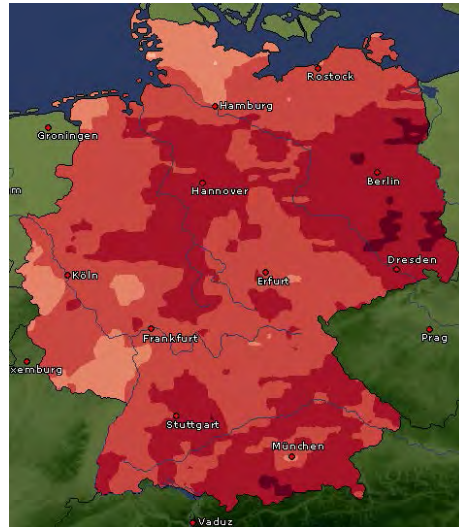 Rostock
Hamburg
Groningen
Berlin
m
Hannover
Dresden
Köln
Erfurt
Frankfurt
Prag
xemburg
Stuttgart
München
Vaduz